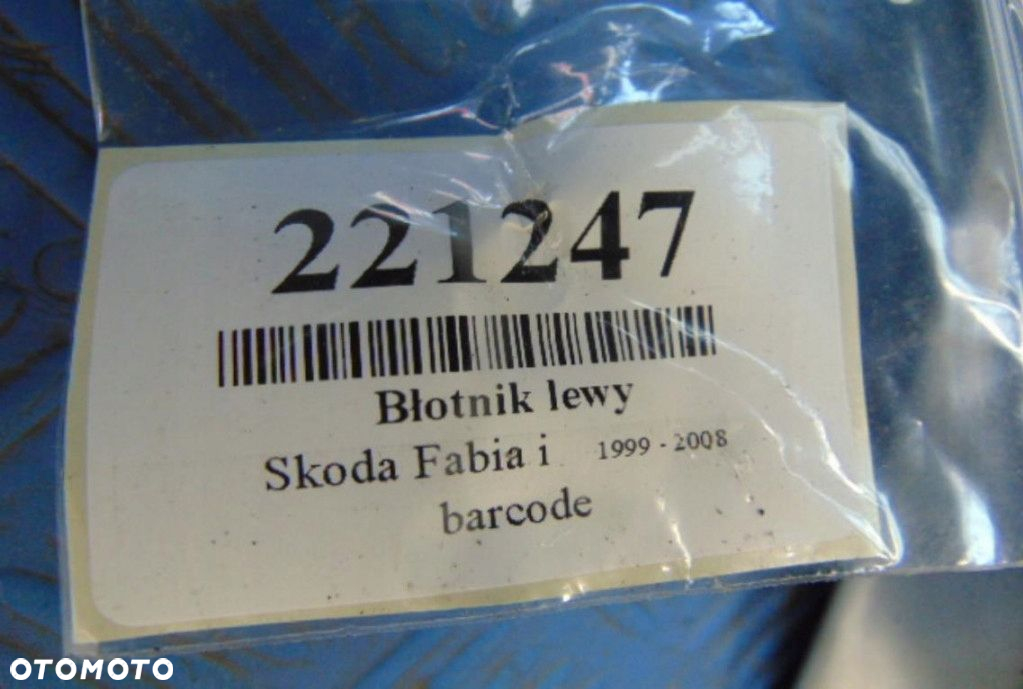 221247
Błotnik lewy
Skoda Fabia i 1999 - 2008
barcode
OTOMOTO